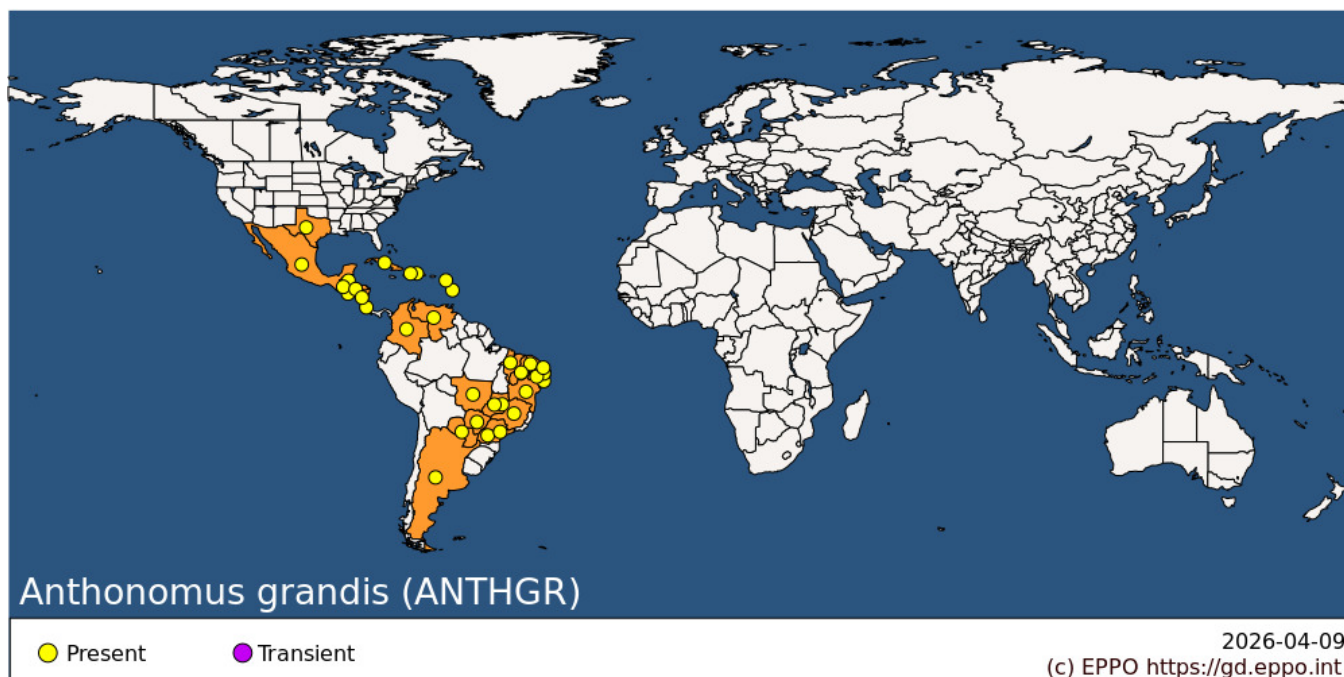 Anthonomus grandis (ANTHGR)
Present
Transient
2026-04-09
(c) EPPO https://gd.eppo.int